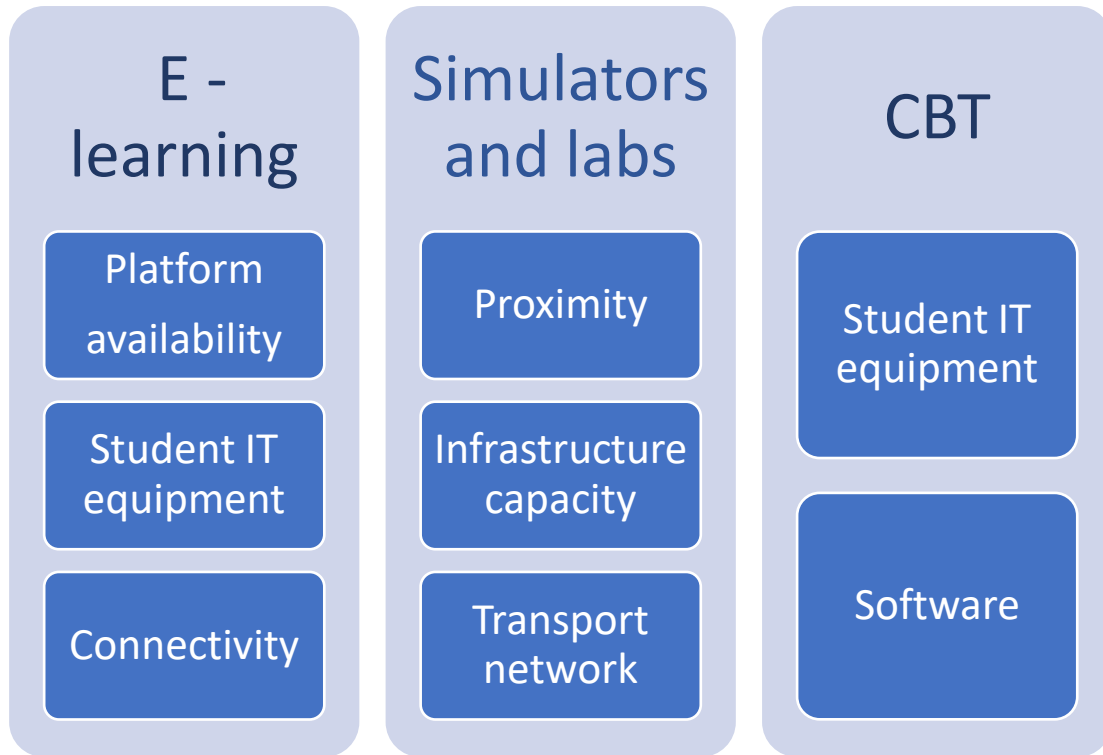 E -
learning
Platform
availability
Student IT
equipment
Connectivity
Simulators
and labs
Proximity
Infrastructure
capacity
Transport
network
CBT
Student IT
equipment
Software